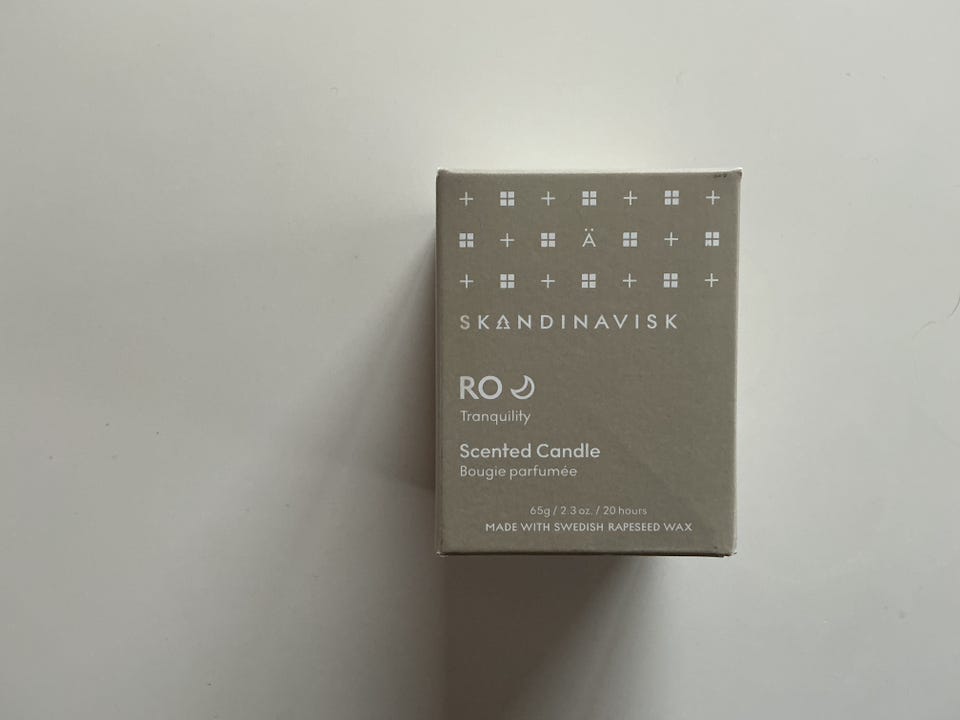 Ä
SKANDINAVISK
RO
Tranquility
Scented Candle
Bougie parfumée
65g / 2.3 oz. / 20 hours
MADE WITH SWEDISH RAPESEED WAX